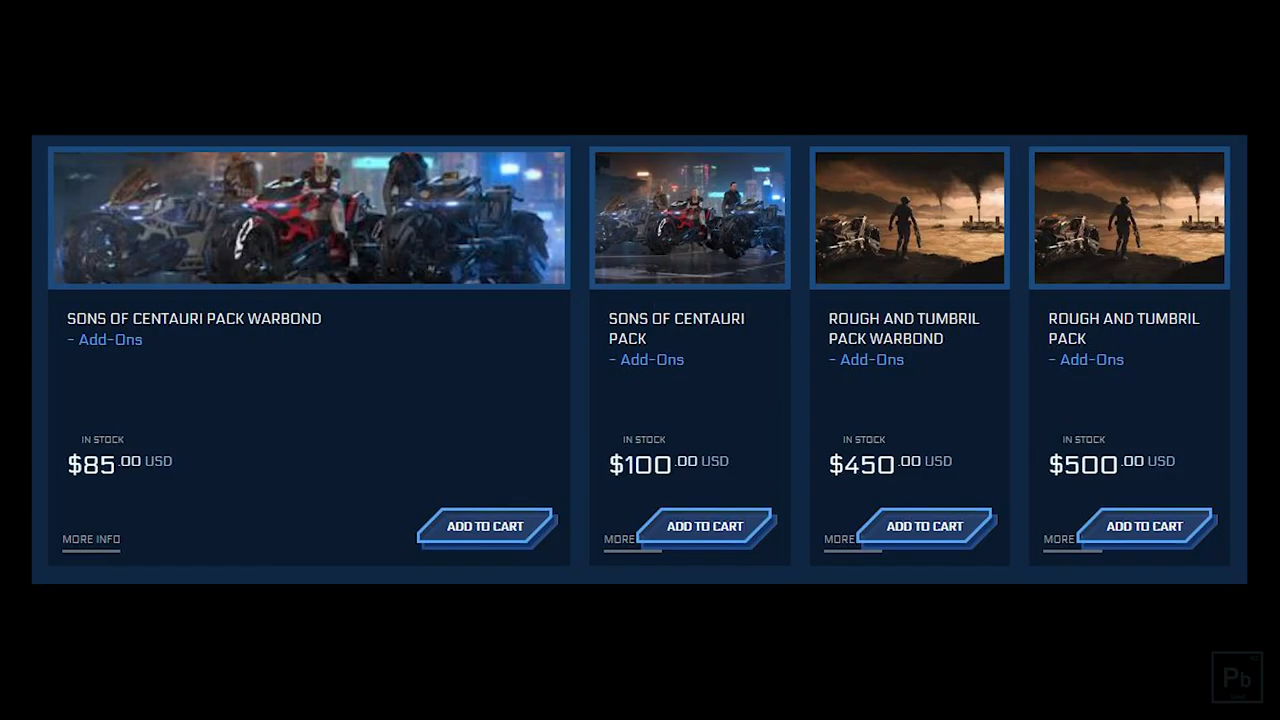 SONS OF CENTAURI PACK WARBOND
- Add-Ons
IN STOCK
$85.00 USD
MORE INFO
ADD TO CART
SONS OF CENTAURI
PACK
- Add-Ons
IN STOCK
$100.00 USD
MORE
ADD TO CART
ROUGH AND TUMBRIL
PACK WARBOND
- Add-Ons
IN STOCK
$450.00 USD
MORE
ADD TO CART
ROUGH AND TUMBRIL
PACK
- Add-Ons
IN STOCK
$500.00 USD
MORE
ADD TO CART
Pb